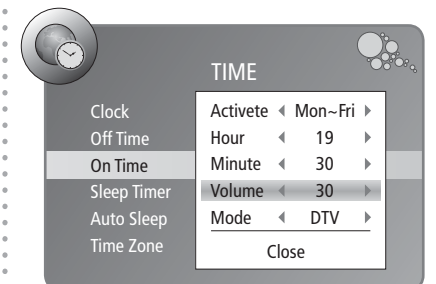 TIME
Clock
Off Time
On Time
Sleep Timer
Auto Sleep
Time Zone
Activete Mon~Fri
Hour 19
Minute 30
Volume 30
Mode DTV
Close